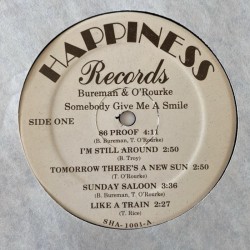 HAPPINESS
Records
Bureman & O'Rourke
Somebody Give Me A Smile
SIDE ONE
86 PROOF 4:11
(B. Bureman, T. O'Rourke)
I'M STILL AROUND 2:50
(B. Troy)
TOMORROW THERE'S A NEW SUN 2:50
(T. O'Rourke)
SUNDAY SALOON 3:36
(B. Bureman, T. O'Rourke)
LIKE A TRAIN 2:27
(T. Rice)
SHA-1001-A